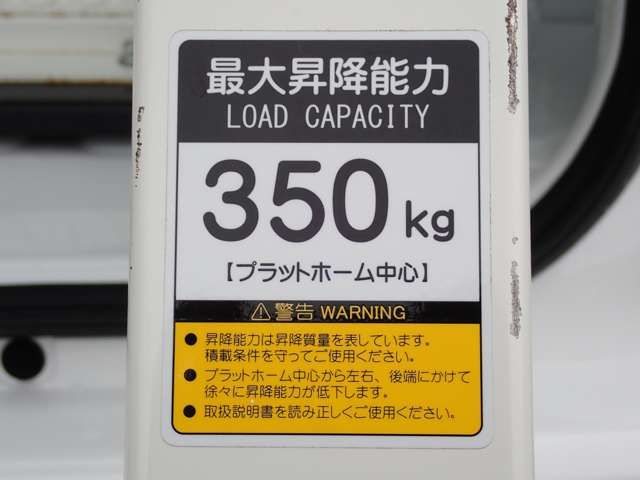 最大昇降能力
LOAD CAPACITY
350kg
【プラットホーム中心】
⚠警告 WARNING
● 昇降能力は昇降質量を表しています。
積載条件を守ってご使用ください。
● プラットホーム中心から左右、後端にかけて
徐々に昇降能力が低下します。
● 取扱説明書を読み正しくご使用ください。